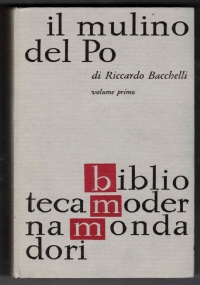 il mulino
del Po
di Riccardo Bacchelli
volume primo
biblio
teca moder
na monda
dori